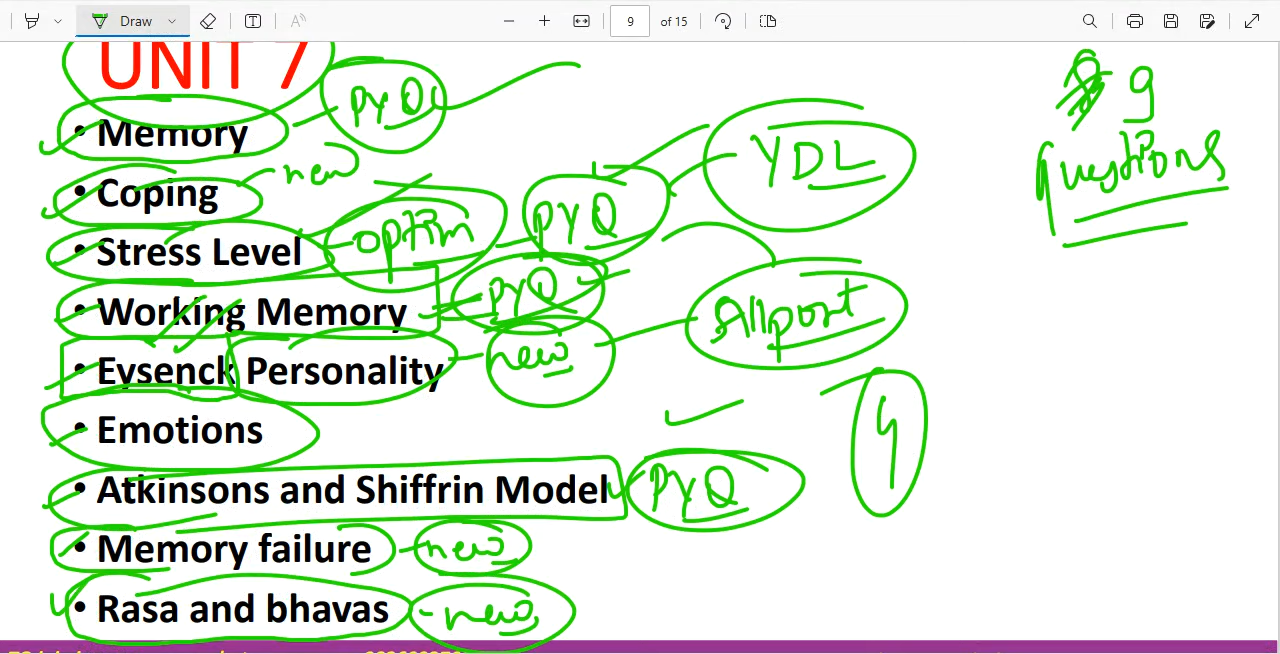 Draw
9 of 15
UNIT 7
• Memory PYQ
• Coping new
• Stress Level optim PYQ YDL
• Working Memory PYQ
• Eysenck Personality new Allport
• Emotions
• Atkinsons and Shiffrin Model PYQ
• Memory failure - new
• Rasa and bhavas - new
9
questions